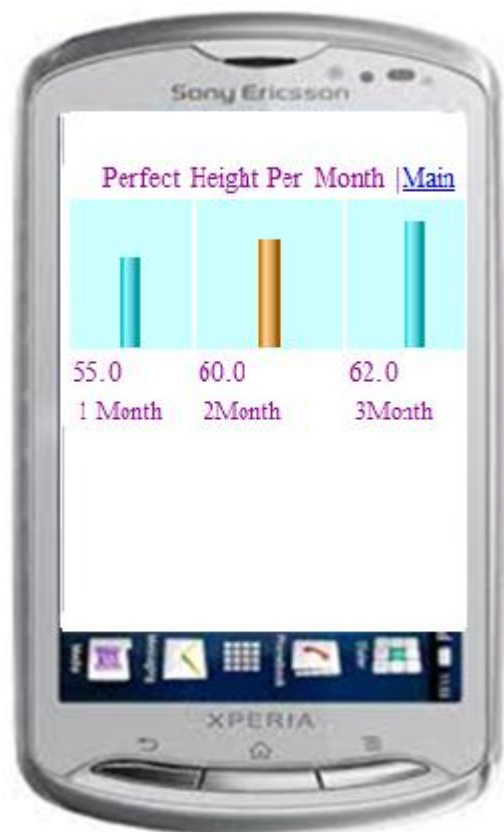 Sony Ericsson
Perfect Height Per Month |Main
55.0 60.0 62.0
1 Month 2Month 3Month
XPERIA